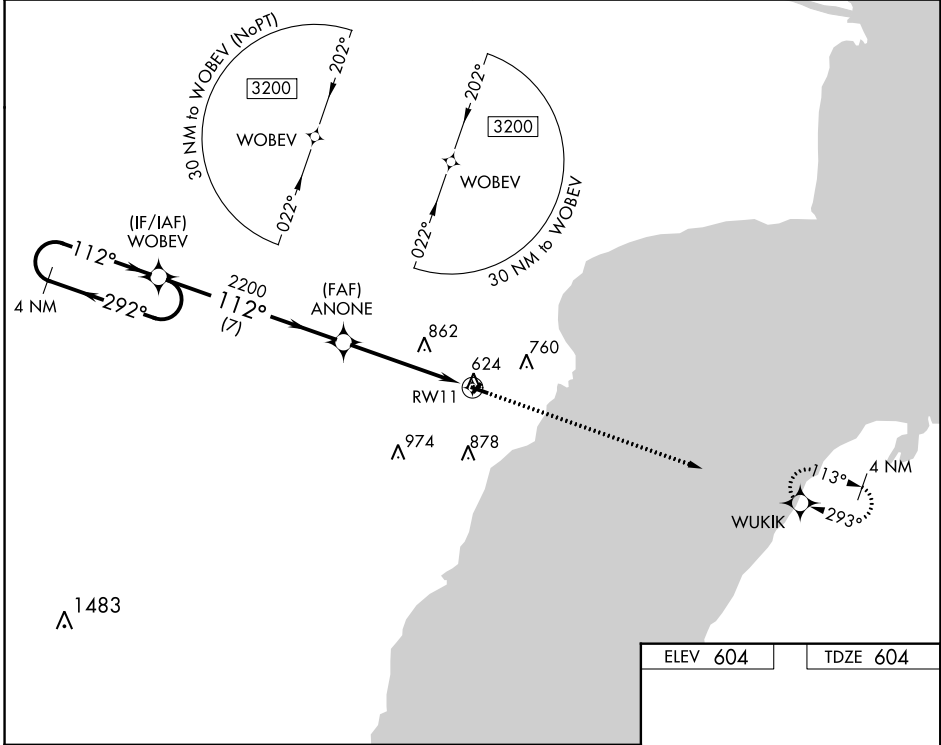 30 NM to WOBEV (NoPT)
202°
3200
WOBEV
022°
202°
3200
WOBEV
022°
30 NM to WOBEV
(IF/IAF)
WOBEV
112°
292°
4 NM
2200
112°
(7)
(FAF)
ANONE
862
760
624
RW11
974
878
113°
4 NM
293°
WUKIK
1483
ELEV 604
TDZE 604